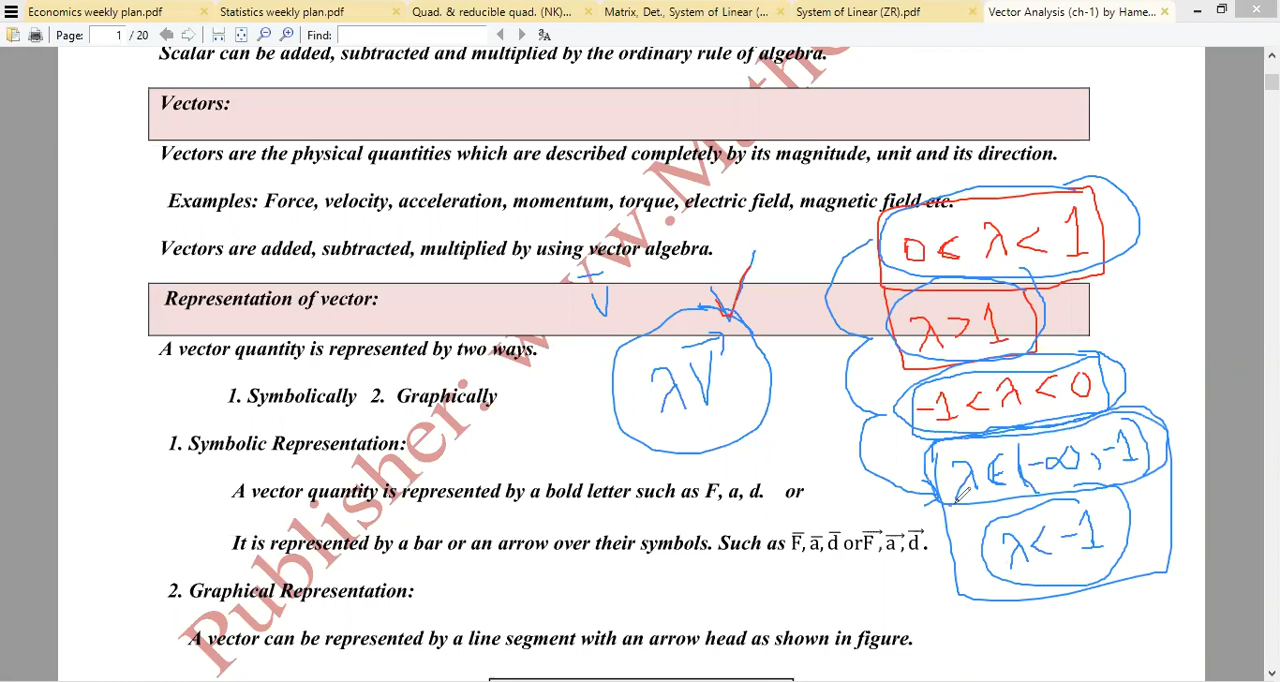 Economics weekly plan.pdf × Statistics weekly plan.pdf × Quad. & reducible quad. (NK)... × Matrix, Det., System of Linear (... × System of Linear (ZR).pdf × Vector Analysis (ch-1) by Hame... ×
Page: 1 / 20 Find:
Scalar can be added, subtracted and multiplied by the ordinary rule of algebra.
Vectors:
Vectors are the physical quantities which are described completely by its magnitude, unit and its direction.
Examples: Force, velocity, acceleration, momentum, torque, electric field, magnetic field etc.
0 < λ < 1
Vectors are added, subtracted, multiplied by using vector algebra.
V̅
Representation of vector:
λ > 1
A vector quantity is represented by two ways.
λV⃗
-1 < λ < 0
1. Symbolically 2. Graphically
1. Symbolic Representation:
λ ∈ (-∞, -1)
A vector quantity is represented by a bold letter such as F, a, d. or
It is represented by a bar or an arrow over their symbols. Such as F̅, a̅, d̅ or F⃗, a⃗, d⃗.
λ < -1
2. Graphical Representation:
A vector can be represented by a line segment with an arrow head as shown in figure.
Publisher: www.Math